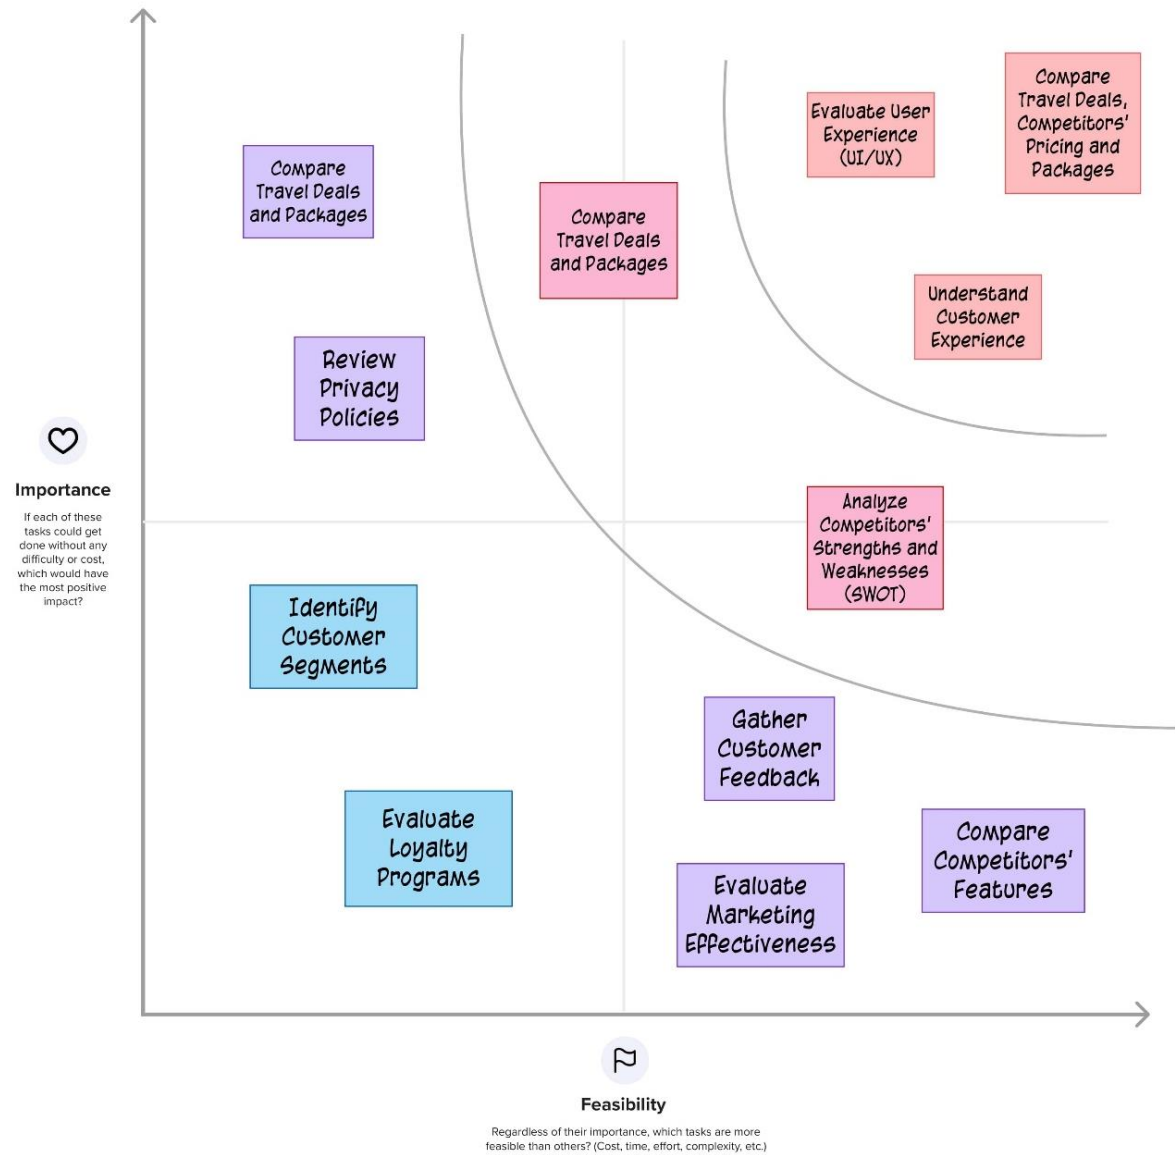 Compare
Travel Deals,
Competitors'
Pricing and
Packages
Evaluate User
Experience
(UI/UX)
Compare
Travel Deals
and Packages
Compare
Travel Deals
and Packages
Understand
Customer
Experience
Review
Privacy
Policies
Importance
If each of these
tasks could get
done without any
difficulty or cost,
which would have
the most positive
impact?
Analyze
Competitors'
Strengths and
Weaknesses
(SWOT)
Identify
Customer
Segments
Gather
Customer
Feedback
Evaluate
Loyalty
Programs
Compare
Competitors'
Features
Evaluate
Marketing
Effectiveness
Feasibility
Regardless of their importance, which tasks are more
feasible than others? (Cost, time, effort, complexity, etc.)